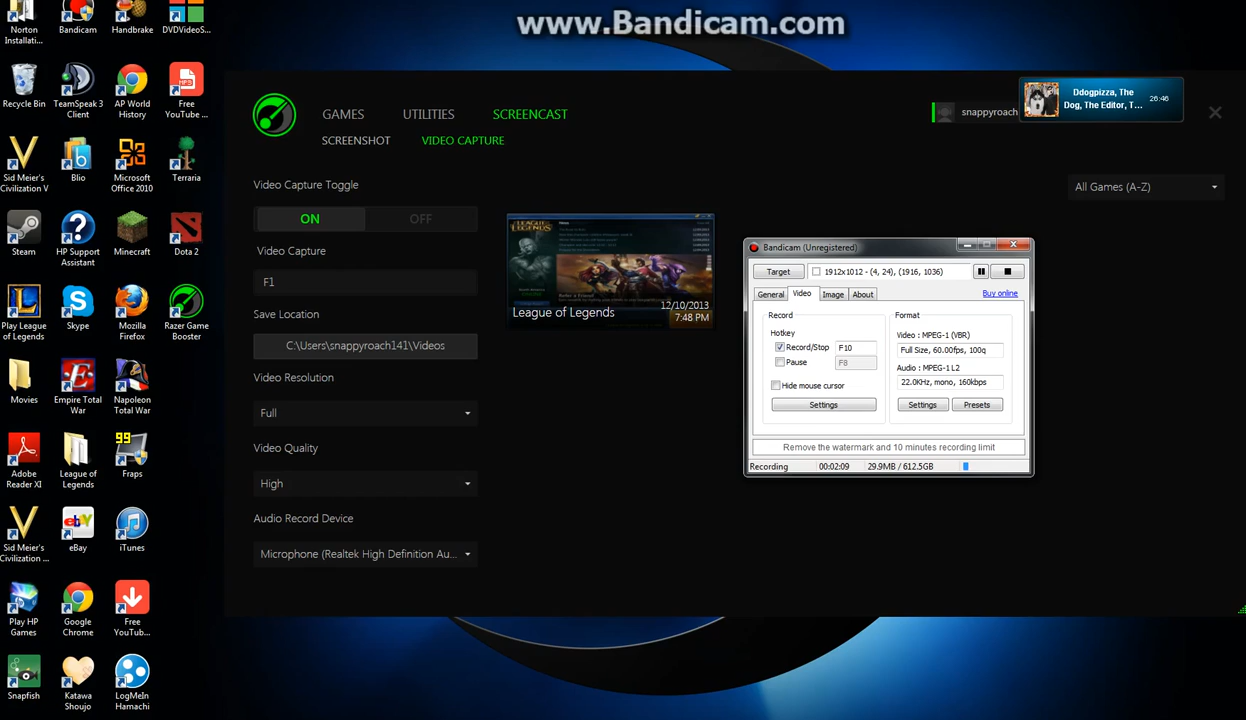 www.Bandicam.com
Norton
Installati...
Bandicam
Handbrake
DVDVideoS...
Recycle Bin
TeamSpeak 3
Client
AP World
History
Free
YouTube ...
Sid Meier's
Civilization V
Blio
Microsoft
Office 2010
Terraria
Steam
HP Support
Assistant
Minecraft
Dota 2
Play League
of Legends
Skype
Mozilla
Firefox
Razer Game
Booster
Movies
Empire Total
War
Napoleon
Total War
Adobe
Reader XI
League of
Legends
99
Fraps
Sid Meier's
Civilization ...
eBay
iTunes
Play HP
Games
Google
Chrome
Free
YouTub...
Snapfish
Katawa
Shoujo
LogMeIn
Hamachi
GAMES
UTILITIES
SCREENCAST
SCREENSHOT
VIDEO CAPTURE
snappyroach
Ddogpizza, The
Dog, The Editor, T...
26:46
All Games (A-Z)
Video Capture Toggle
ON
OFF
Video Capture
F1
Save Location
C:\Users\snappyroach141\Videos
Video Resolution
Full
Video Quality
High
Audio Record Device
Microphone (Realtek High Definition Au...
League of Legends
12/10/2013
7:48 PM
Bandicam (Unregistered)
Target
1912x1012 - (4, 24), (1916, 1036)
General
Video
Image
About
Buy online
Record
Hotkey
Record/Stop
F10
Pause
F8
Hide mouse cursor
Settings
Format
Video : MPEG-1 (VBR)
Full Size, 60.00fps, 100q
Audio : MPEG-1 L2
22.0KHz, mono, 160kbps
Settings
Presets
Remove the watermark and 10 minutes recording limit
Recording
00:02:09
29.9MB / 612.5GB